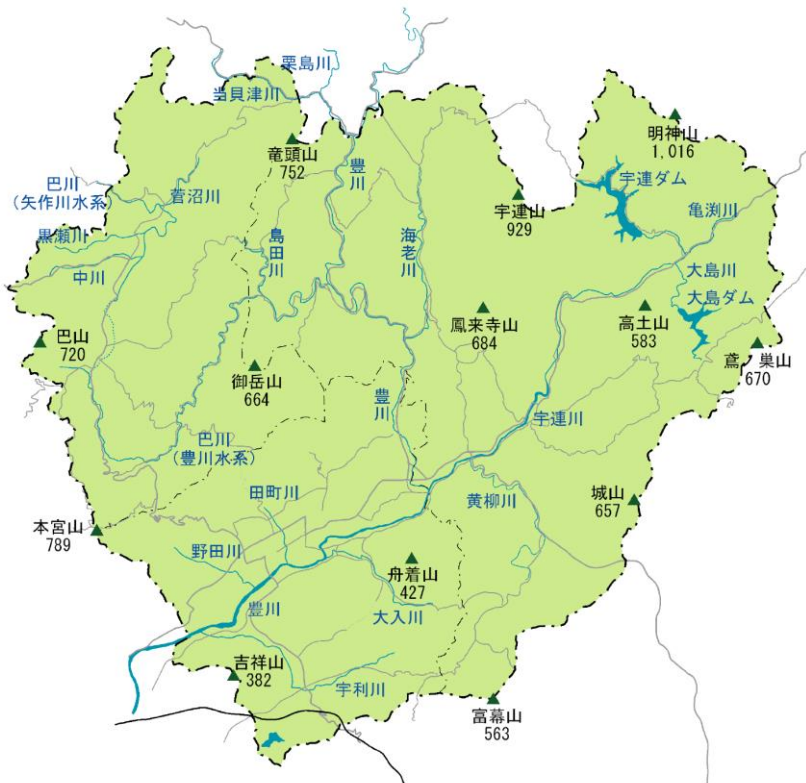 栗島川
当貝津川
明神山
1,016
竜頭山
752
豊川
宇連ダム
巴川
(矢作川水系)
菅沼川
宇連山
929
亀渕川
黒瀬川
島田川
海老川
中川
大島川
大島ダム
鳳来寺山
684
高土山
583
巴山
720
鳶ノ巣山
670
御岳山
664
豊川
宇連川
巴川
(豊川水系)
田町川
黄柳川
城山
657
本宮山
789
野田川
舟着山
427
豊川
大入川
吉祥山
382
宇利川
富幕山
563